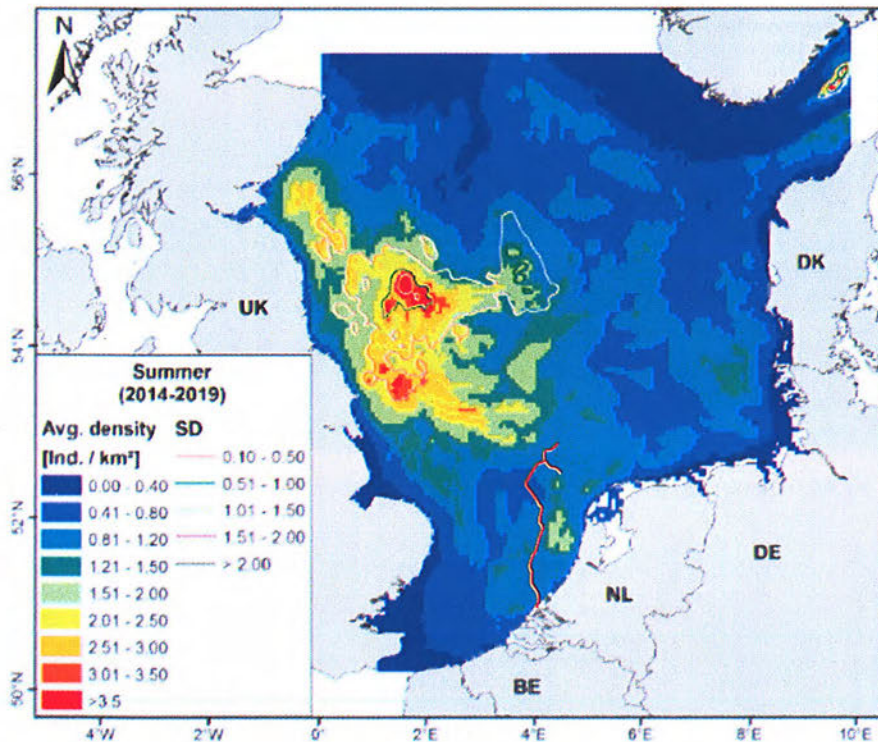 N
56°N
54°N
52°N
50°N
UK
DK
NL
DE
BE
Summer
(2014-2019)
Avg. density SD
[Ind. / km²]
0.00 - 0.40
0.41 - 0.80
0.81 - 1.20
1.21 - 1.50
1.51 - 2.00
2.01 - 2.50
2.51 - 3.00
3.01 - 3.50
>3.5
0.10 - 0.50
0.51 - 1.00
1.01 - 1.50
1.51 - 2.00
> 2.00
4°W 2°W 0° 2°E 4°E 6°E 8°E 10°E